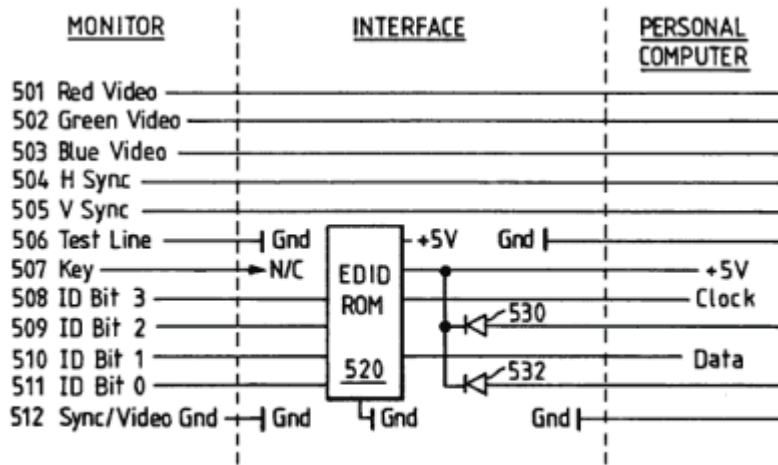 MONITOR INTERFACE PERSONAL COMPUTER
501 Red Video
502 Green Video
503 Blue Video
504 H Sync
505 V Sync
506 Test Line Gnd +5V Gnd
507 Key N/C EDID +5V
508 ID Bit 3 ROM Clock
509 ID Bit 2 530
510 ID Bit 1 520 Data
511 ID Bit 0 532
512 Sync/Video Gnd Gnd Gnd Gnd